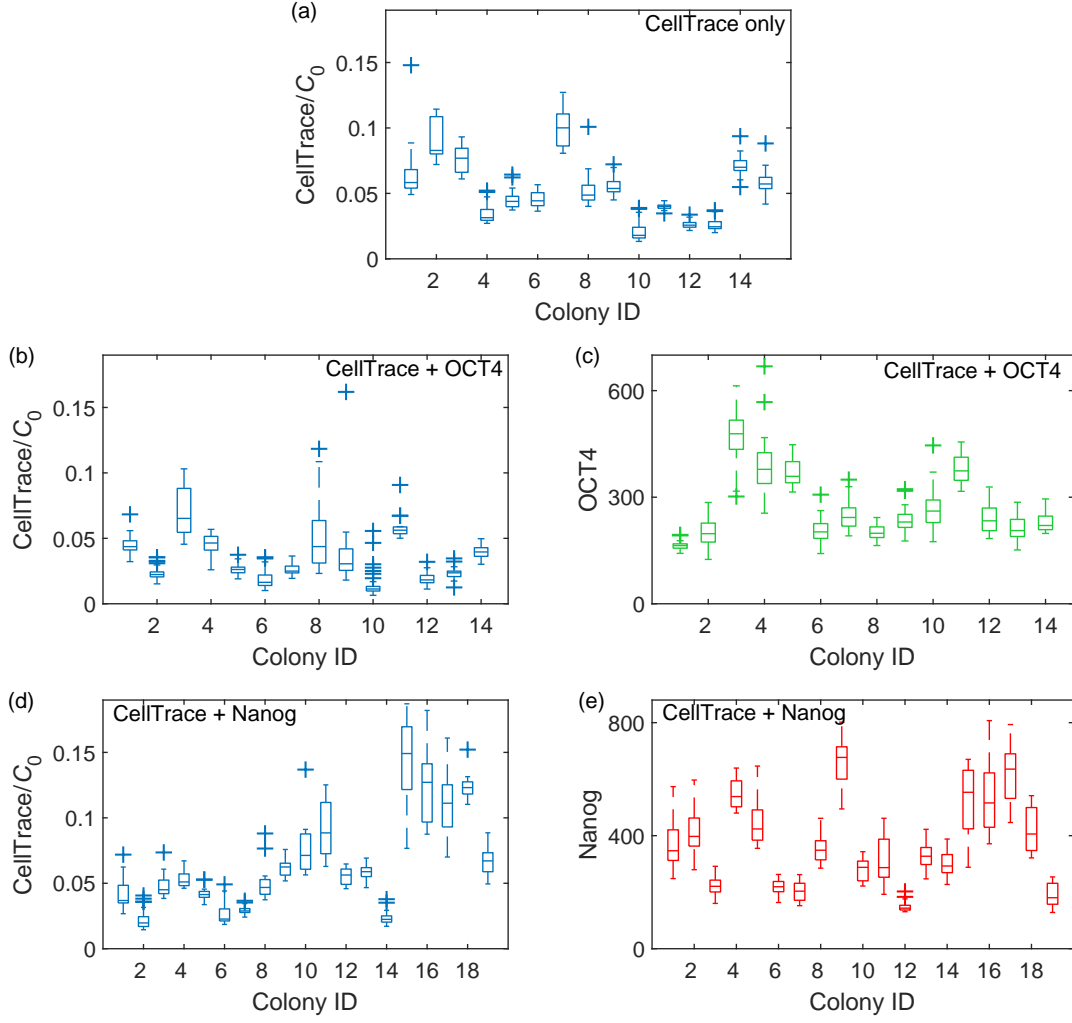 (a)
CellTrace only
CellTrace/C₀
0.15
0.1
0.05
0
2 4 6 8 10 12 14
Colony ID
(b)
CellTrace + OCT4
CellTrace/C₀
0.15
0.1
0.05
0
2 4 6 8 10 12 14
Colony ID
(c)
CellTrace + OCT4
OCT4
600
300
0
2 4 6 8 10 12 14
Colony ID
(d)
CellTrace + Nanog
CellTrace/C₀
0.15
0.1
0.05
0
2 4 6 8 10 12 14 16 18
Colony ID
(e)
CellTrace + Nanog
Nanog
800
400
0
2 4 6 8 10 12 14 16 18
Colony ID